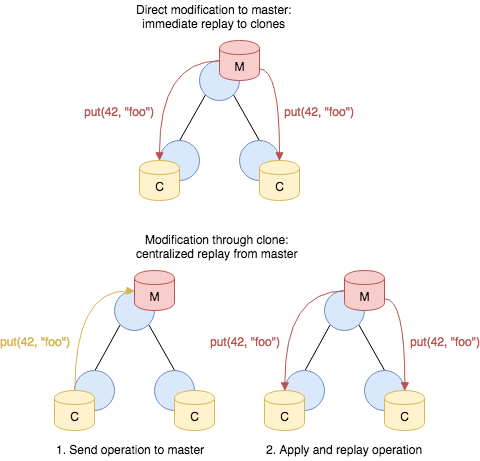 Direct modification to master:
immediate replay to clones
M
put(42, "foo")
put(42, "foo")
C
C
Modification through clone:
centralized replay from master
M
M
put(42, "foo")
put(42, "foo")
put(42, "foo")
C
C
C
C
1. Send operation to master
2. Apply and replay operation